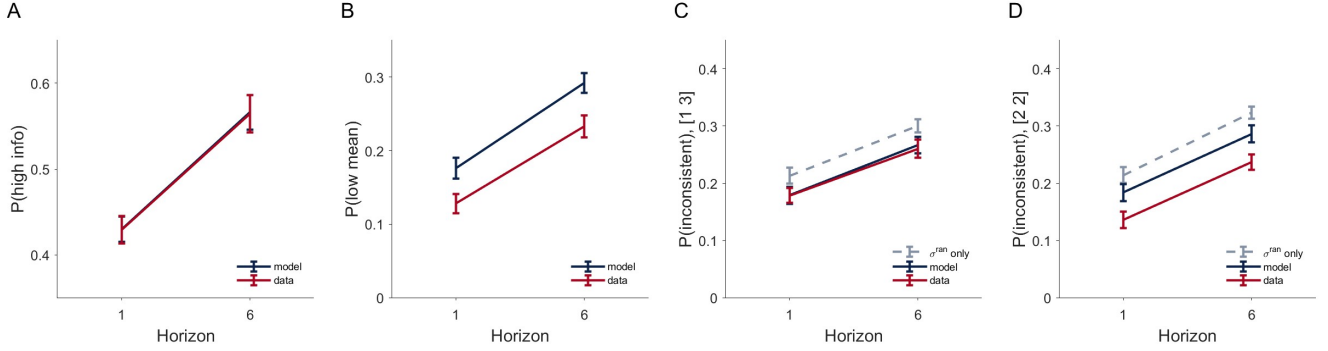 A
P(high info)
0.6
0.5
0.4
1
6
Horizon
model
data
B
P(low mean)
0.3
0.2
0.1
0
1
6
Horizon
model
data
C
P(inconsistent), [1 3]
0.4
0.3
0.2
0.1
0
1
6
Horizon
σ^ran only
model
data
D
P(inconsistent), [2 2]
0.4
0.3
0.2
0.1
0
1
6
Horizon
σ^ran only
model
data